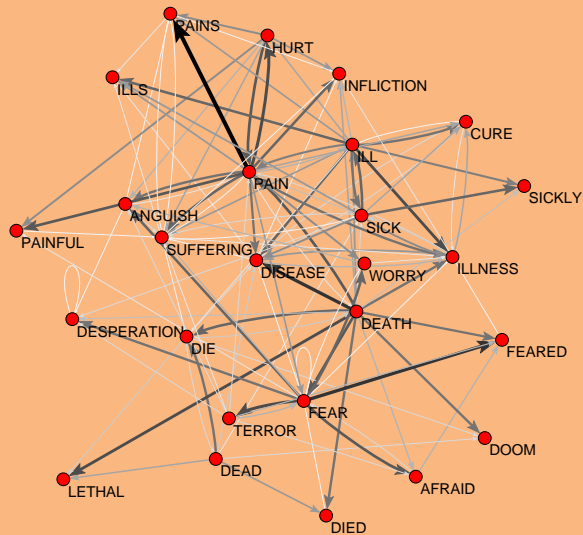 PAINS
HURT
INFLICTION
ILLS
CURE
ILL
PAIN
SICKLY
ANGUISH
SICK
PAINFUL
SUFFERING
DISEASE
WORRY
ILLNESS
DESPERATION
DEATH
DIE
FEARED
FEAR
TERROR
DOOM
DEAD
AFRAID
LETHAL
DIED